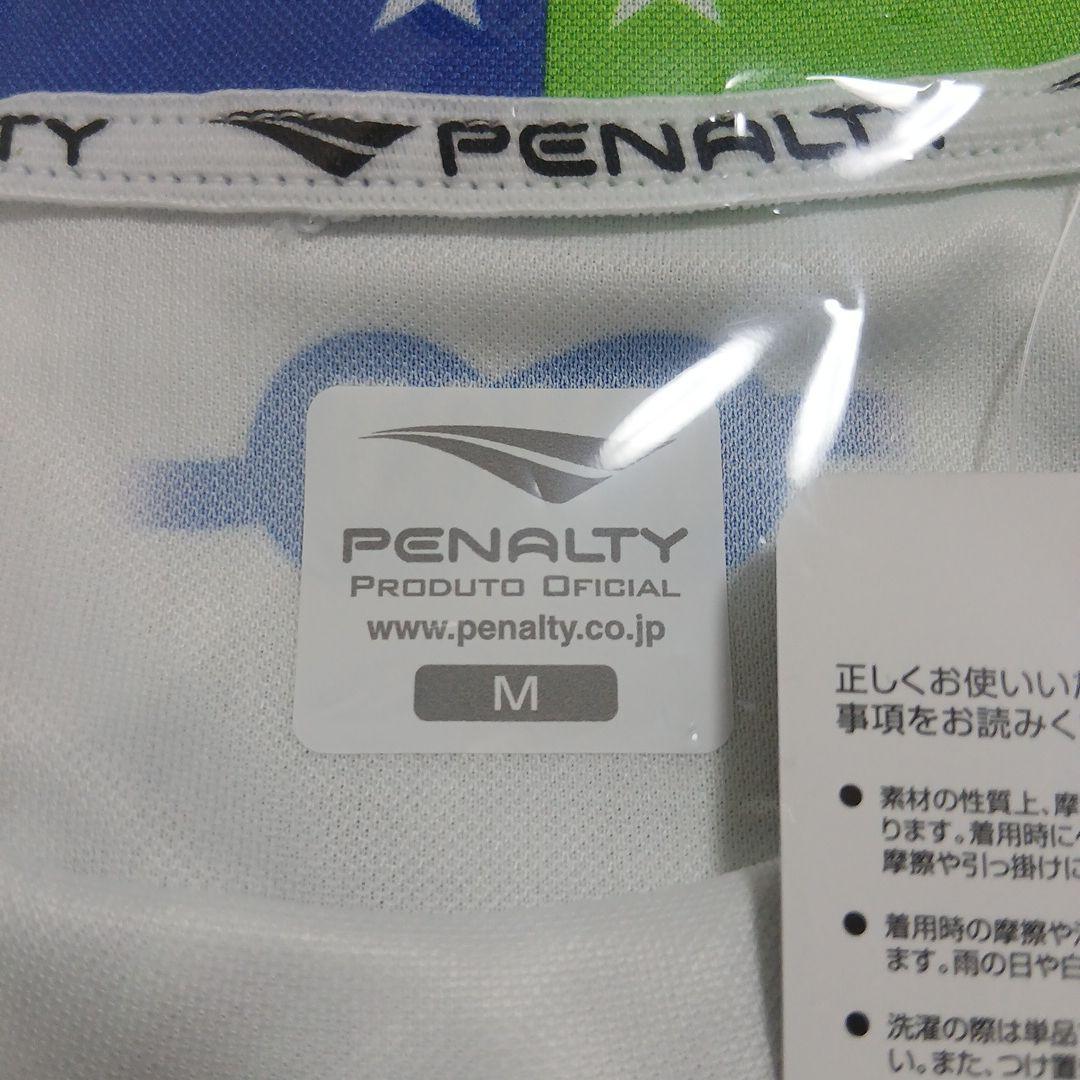 TY PENALTY
PENALTY
PRODUTO OFICIAL
www.penalty.co.jp
M
正しくお使いいた
事項をお読みく
● 素材の性質上、摩
ります。着用時に
摩擦や引っ掛けに
● 着用時の摩擦や
ます。雨の日や白
● 洗濯の際は単品
い。また、つけ置